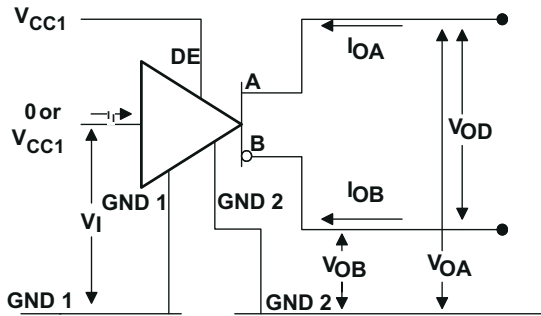 VCC1
DE
IOA
A
0 or
VCC1
II
VOD
B
GND 1
GND 2
VI
IOB
VOB
VOA
GND 1
GND 2